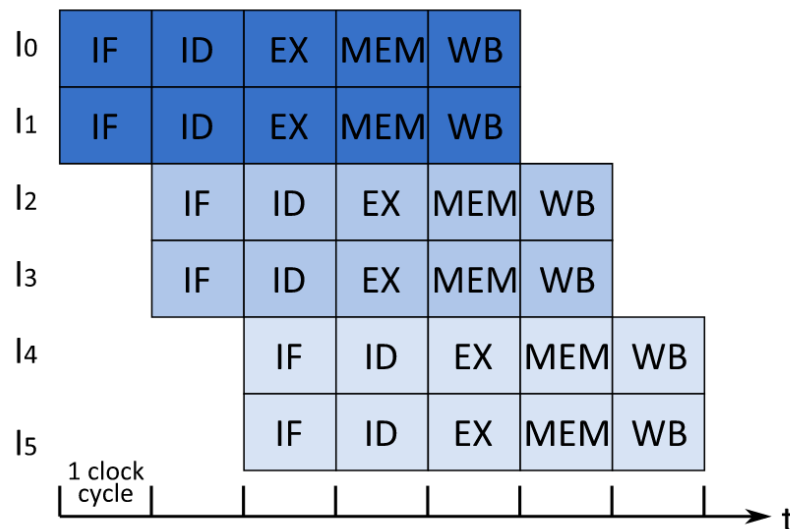 I0 IF ID EX MEM WB
I1 IF ID EX MEM WB
I2 IF ID EX MEM WB
I3 IF ID EX MEM WB
I4 IF ID EX MEM WB
I5 IF ID EX MEM WB
1 clock
cycle
t